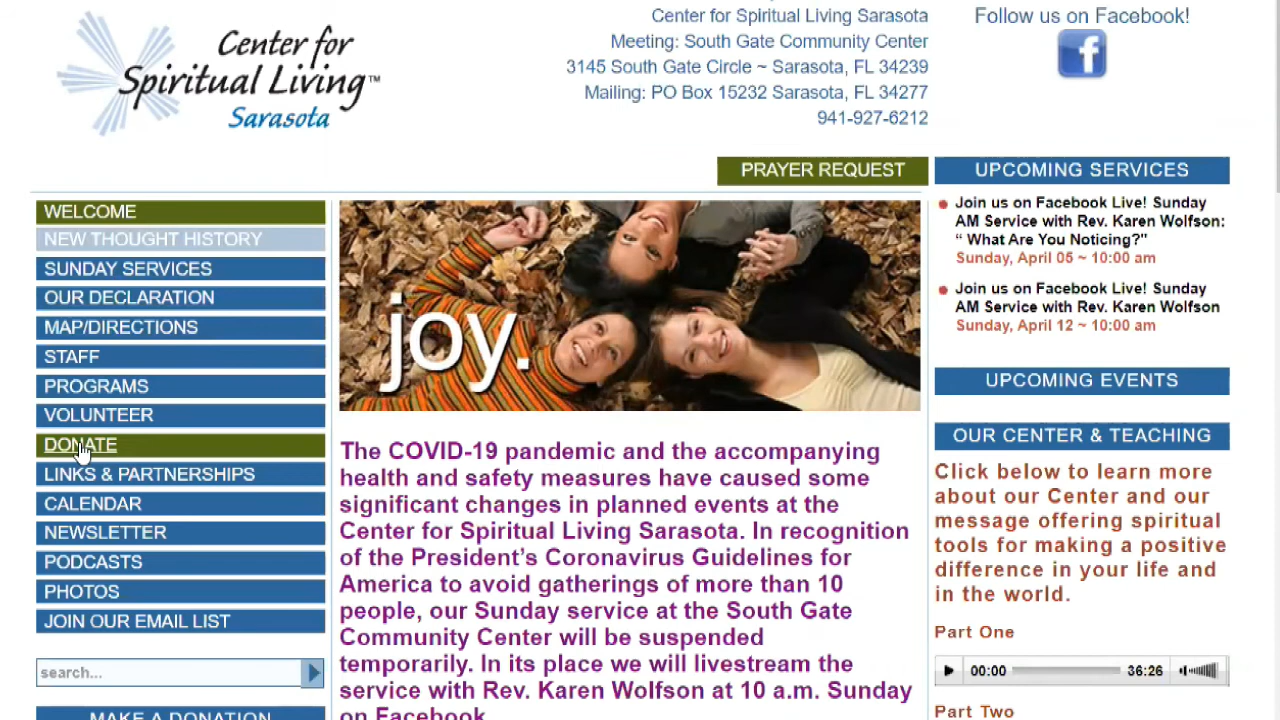 Center for
Spiritual Living™
Sarasota
Center for Spiritual Living Sarasota
Meeting: South Gate Community Center
3145 South Gate Circle ~ Sarasota, FL 34239
Mailing: PO Box 15232 Sarasota, FL 34277
941-927-6212
Follow us on Facebook!
f
PRAYER REQUEST
WELCOME
NEW THOUGHT HISTORY
SUNDAY SERVICES
OUR DECLARATION
MAP/DIRECTIONS
STAFF
PROGRAMS
VOLUNTEER
DONATE
LINKS & PARTNERSHIPS
CALENDAR
NEWSLETTER
PODCASTS
PHOTOS
JOIN OUR EMAIL LIST
search...
MAKE A DONATION
joy.
The COVID-19 pandemic and the accompanying
health and safety measures have caused some
significant changes in planned events at the
Center for Spiritual Living Sarasota. In recognition
of the President's Coronavirus Guidelines for
America to avoid gatherings of more than 10
people, our Sunday service at the South Gate
Community Center will be suspended
temporarily. In its place we will livestream the
service with Rev. Karen Wolfson at 10 a.m. Sunday
on Facebook
UPCOMING SERVICES
Join us on Facebook Live! Sunday
AM Service with Rev. Karen Wolfson:
“ What Are You Noticing?"
Sunday, April 05 ~ 10:00 am
Join us on Facebook Live! Sunday
AM Service with Rev. Karen Wolfson
Sunday, April 12 ~ 10:00 am
UPCOMING EVENTS
OUR CENTER & TEACHING
Click below to learn more
about our Center and our
message offering spiritual
tools for making a positive
difference in your life and
in the world.
Part One
00:00 36:26
Part Two